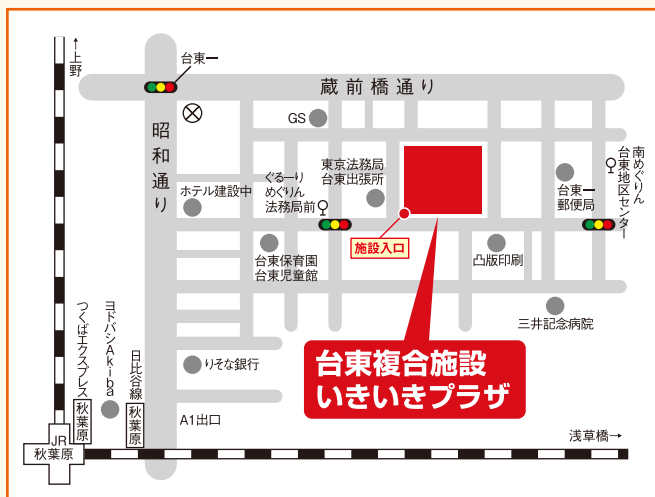 ↑上野
台東一
蔵前橋通り
昭和通り
GS
東京法務局
台東出張所
ぐるーり
めぐりん
法務局前
ホテル建設中
台東一
郵便局
南めぐりん
台東地区センター
施設入口
台東保育園
台東児童館
凸版印刷
三井記念病院
台東複合施設
いきいきプラザ
りそな銀行
つくばエクスプレス
秋葉原
ヨドバシAkiba
日比谷線
秋葉原
A1出口
JR
秋葉原
浅草橋→